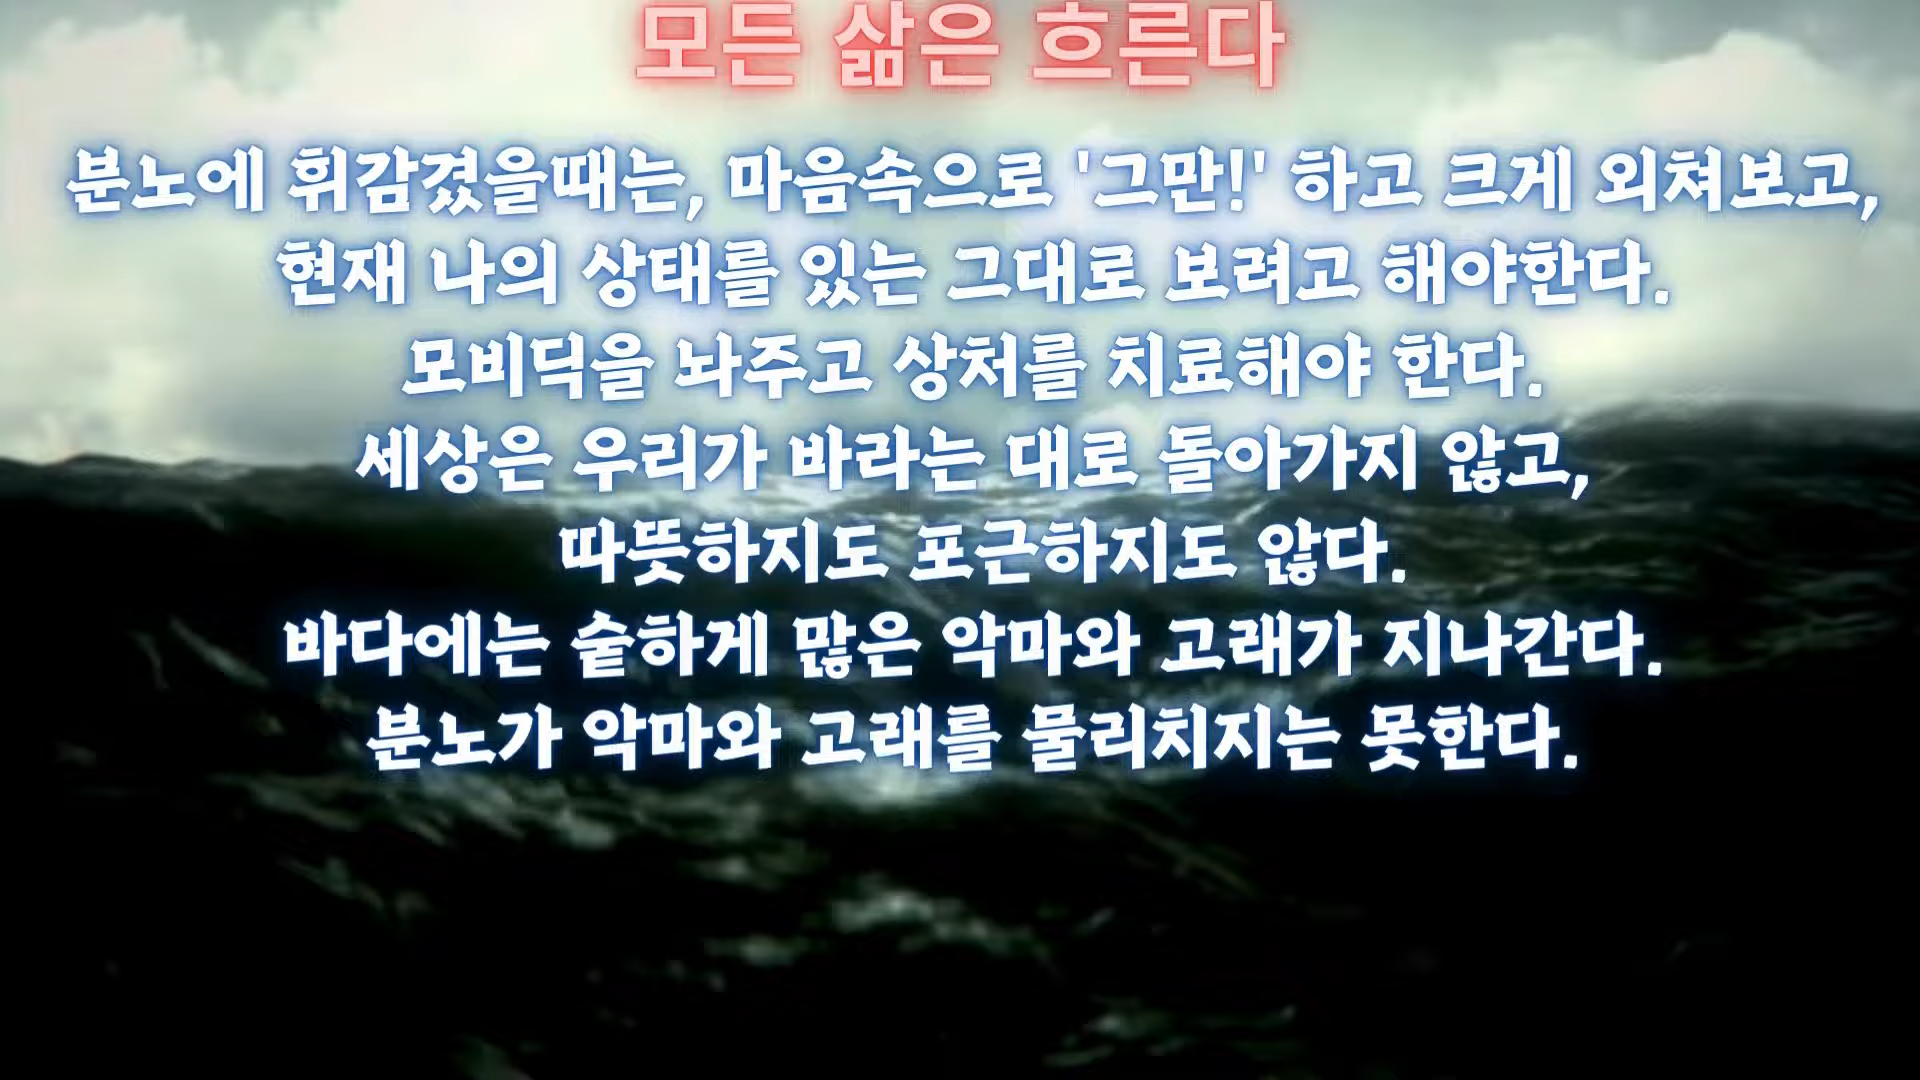 모든 삶은 흐른다
분노에 휘감겼을때는, 마음속으로 '그만!' 하고 크게 외쳐보고,
현재 나의 상태를 있는 그대로 보려고 해야한다.
모비딕을 놔주고 상처를 치료해야 한다.
세상은 우리가 바라는 대로 돌아가지 않고,
따뜻하지도 포근하지도 않다.
바다에는 숱하게 많은 악마와 고래가 지나간다.
분노가 악마와 고래를 물리치지는 못한다.